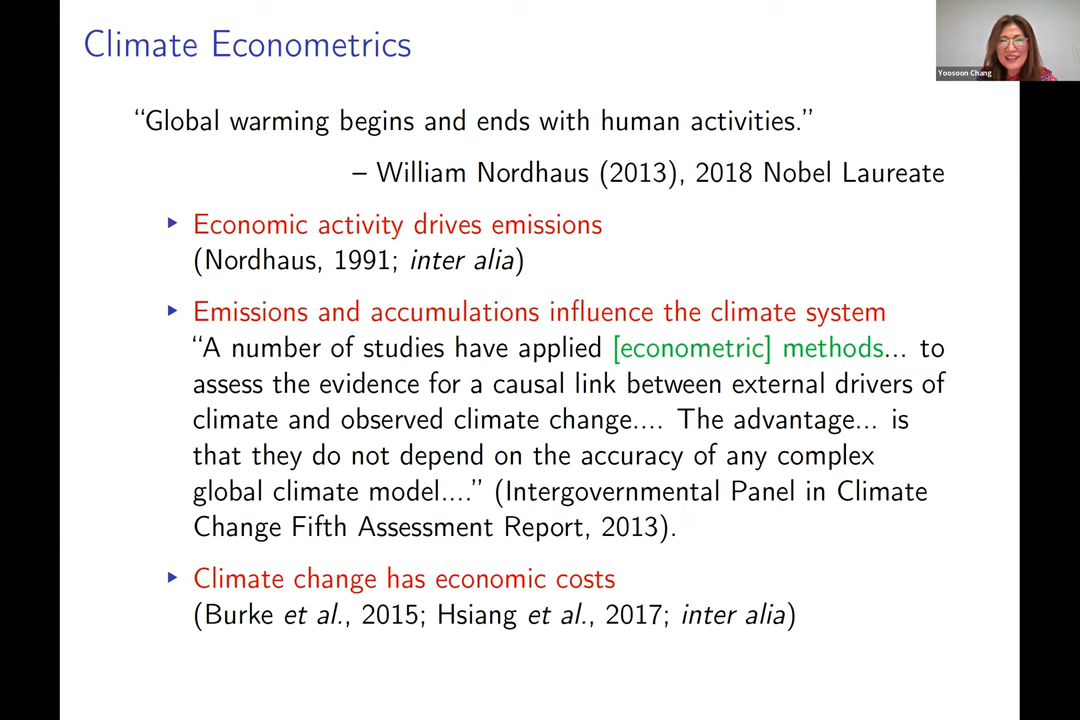 Climate Econometrics
Yoosoon Chang
“Global warming begins and ends with human activities.”
– William Nordhaus (2013), 2018 Nobel Laureate
▶ Economic activity drives emissions
(Nordhaus, 1991; inter alia)
▶ Emissions and accumulations influence the climate system
“A number of studies have applied [econometric] methods... to
assess the evidence for a causal link between external drivers of
climate and observed climate change.... The advantage... is
that they do not depend on the accuracy of any complex
global climate model....” (Intergovernmental Panel in Climate
Change Fifth Assessment Report, 2013).
▶ Climate change has economic costs
(Burke et al., 2015; Hsiang et al., 2017; inter alia)